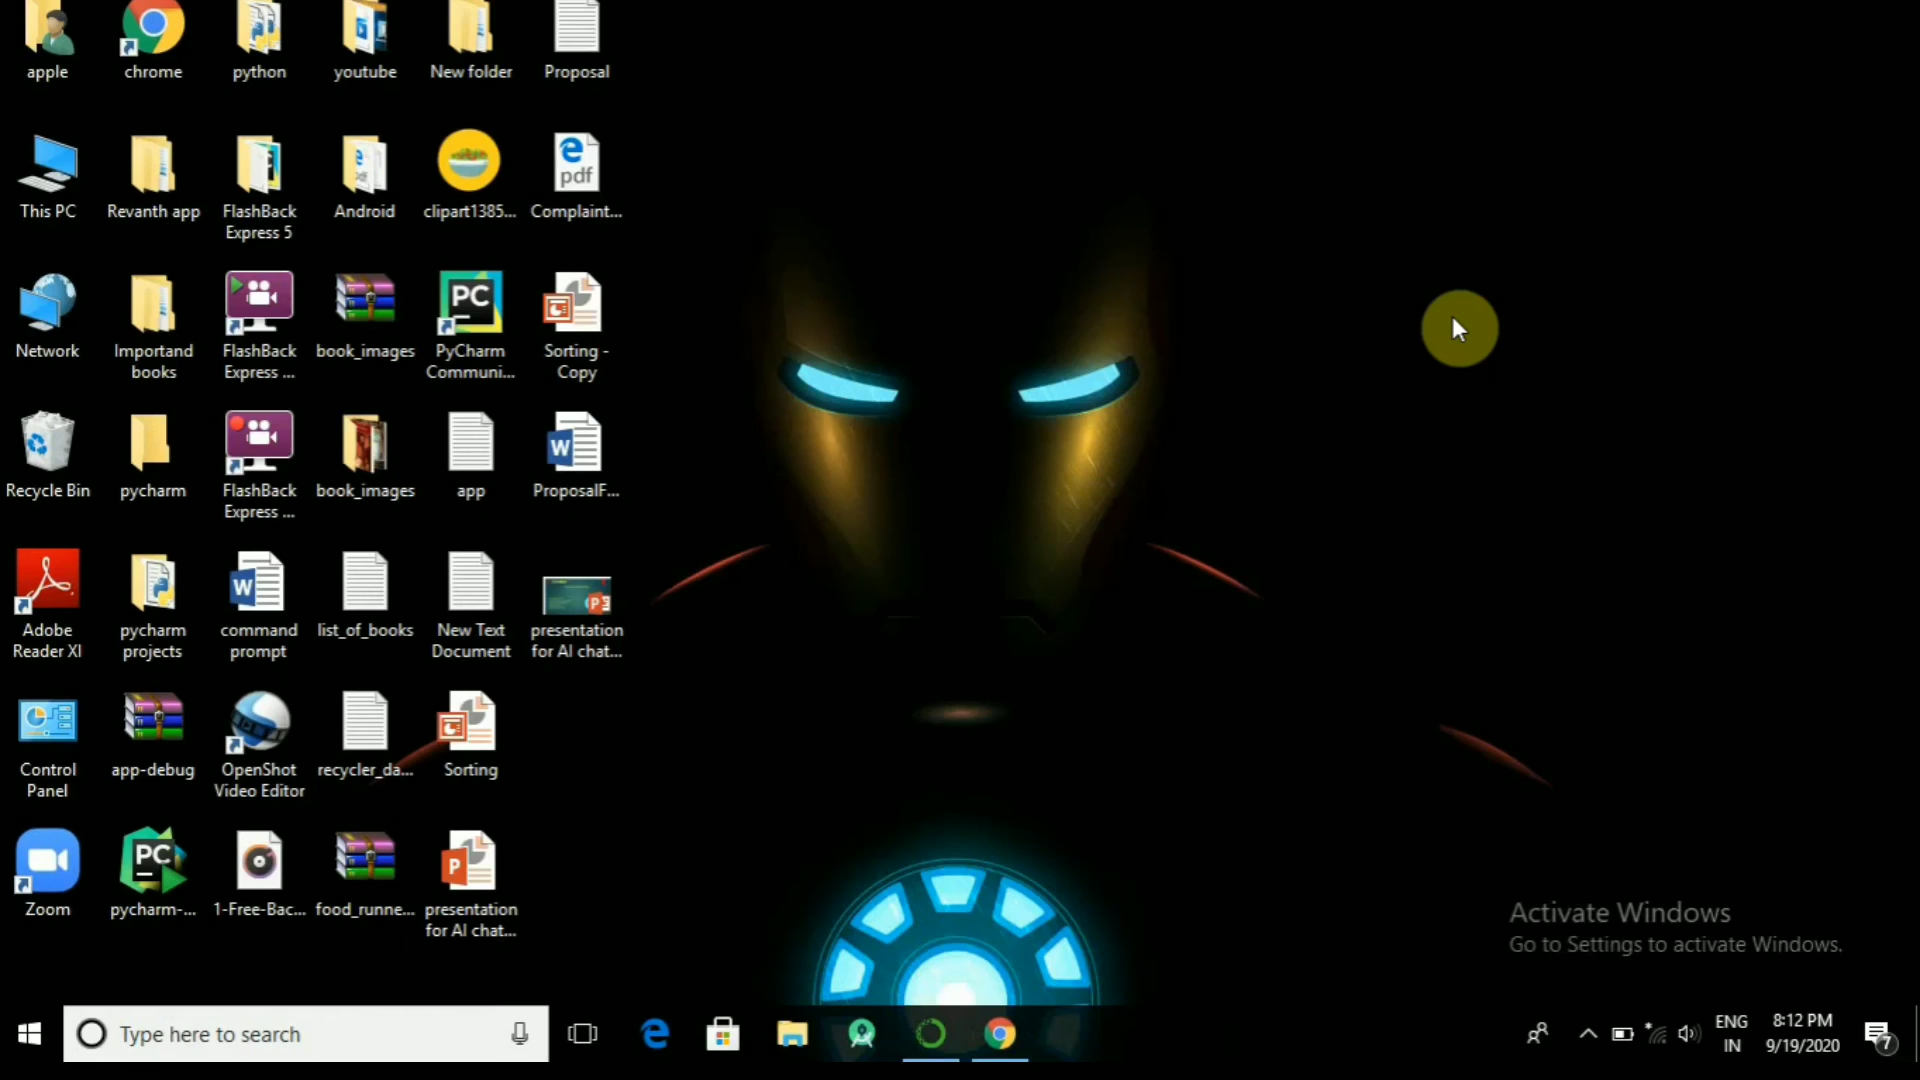 apple
chrome
python
youtube
New folder
Proposal
This PC
Revanth app
FlashBack
Express 5
Android
clipart1385...
pdf
Complaint...
Network
Importand
books
FlashBack
Express ...
book_images
PC
PyCharm
Communi...
Sorting -
Copy
Recycle Bin
pycharm
FlashBack
Express ...
book_images
app
W
ProposalF...
Adobe
Reader XI
pycharm
projects
W
command
prompt
list_of_books
New Text
Document
P
presentation
for AI chat...
Control
Panel
app-debug
OpenShot
Video Editor
recycler_da...
Sorting
Zoom
PC
pycharm-...
1-Free-Bac...
food_runne...
P
presentation
for AI chat...
Activate Windows
Go to Settings to activate Windows.
Type here to search
ENG
IN
8:12 PM
9/19/2020
7